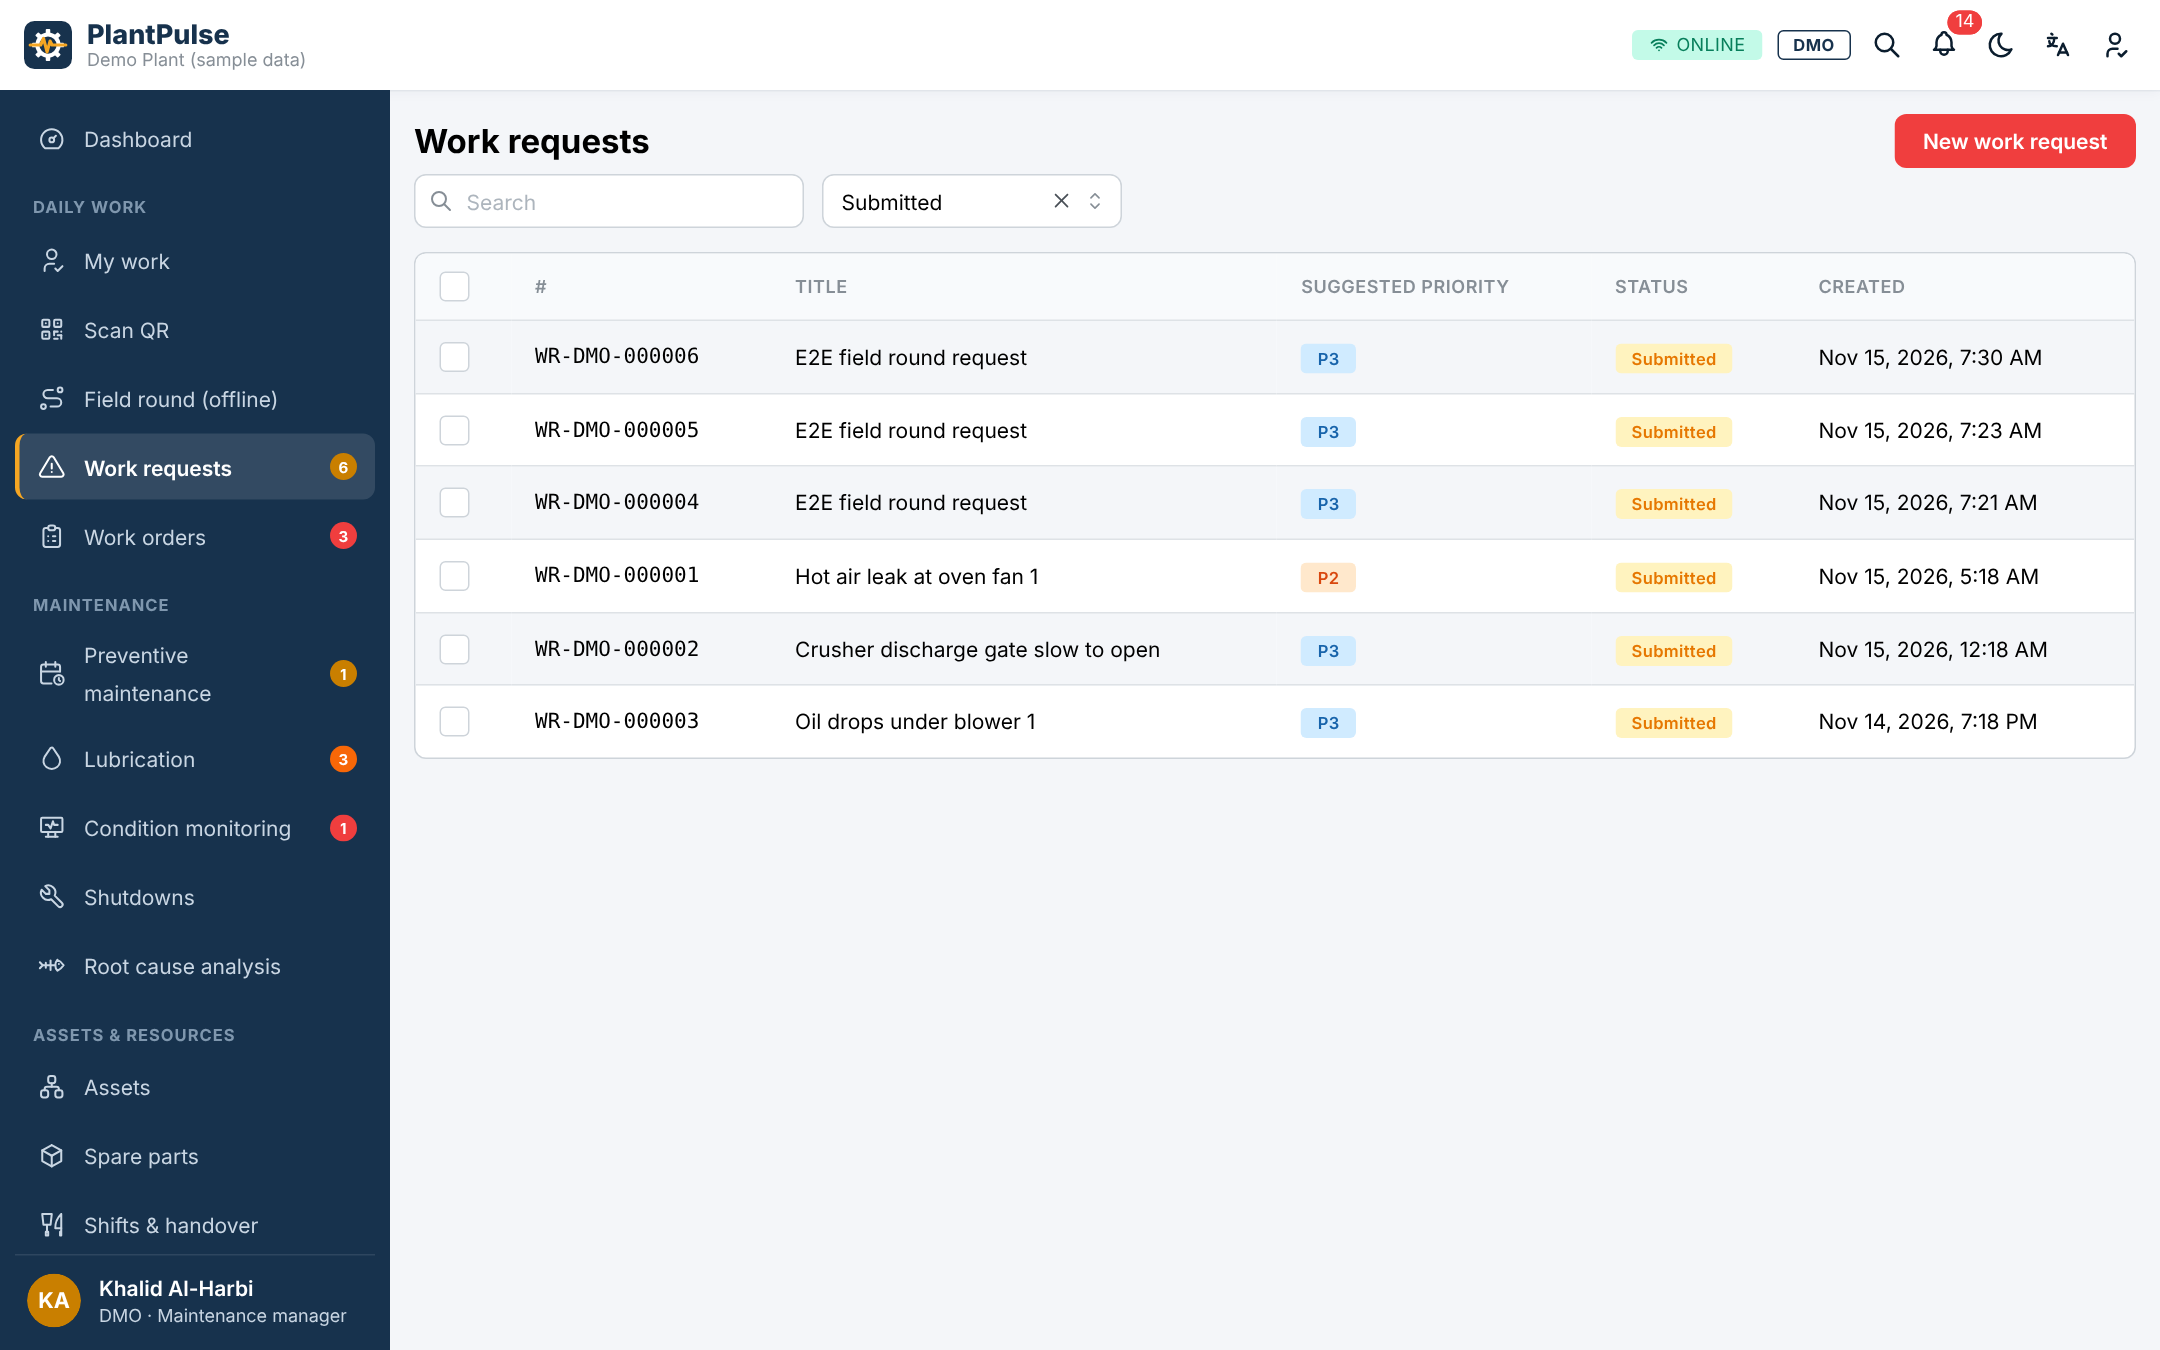 PlantPulse
Demo Plant (sample data)
ONLINE
DMO
14
Dashboard
DAILY WORK
My work
Scan QR
Field round (offline)
Work requests 6
Work orders 3
MAINTENANCE
Preventive
maintenance 1
Lubrication 3
Condition monitoring 1
Shutdowns
Root cause analysis
ASSETS & RESOURCES
Assets
Spare parts
Shifts & handover
KA
Khalid Al-Harbi
DMO · Maintenance manager
Work requests
New work request
Search
Submitted
# TITLE SUGGESTED PRIORITY STATUS CREATED
WR-DMO-000006 E2E field round request P3 Submitted Nov 15, 2026, 7:30 AM
WR-DMO-000005 E2E field round request P3 Submitted Nov 15, 2026, 7:23 AM
WR-DMO-000004 E2E field round request P3 Submitted Nov 15, 2026, 7:21 AM
WR-DMO-000001 Hot air leak at oven fan 1 P2 Submitted Nov 15, 2026, 5:18 AM
WR-DMO-000002 Crusher discharge gate slow to open P3 Submitted Nov 15, 2026, 12:18 AM
WR-DMO-000003 Oil drops under blower 1 P3 Submitted Nov 14, 2026, 7:18 PM